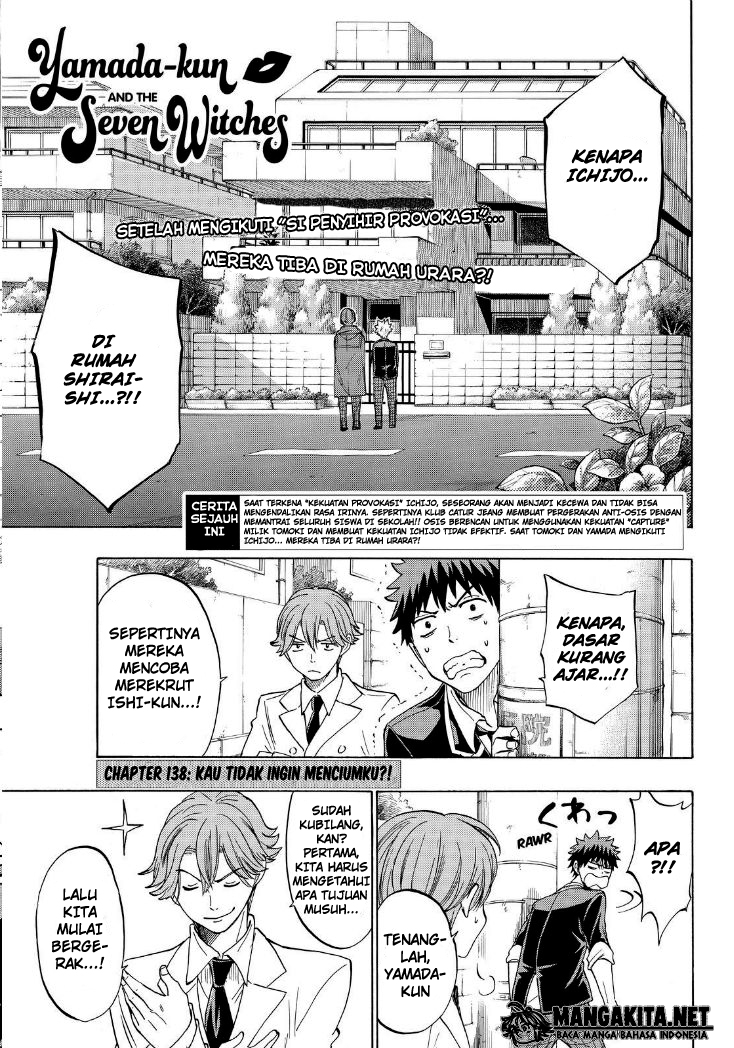 Yamada-kun
AND THE
Seven Witches
KENAPA
ICHIJO...
SETELAH MENGIKUTI "SI PENYIHIR PROVOKASI"...
MEREKA TIBA DI RUMAH URARA?!
DI
RUMAH
SHIRAI-
SHI...?!!
CERITA
SEJAUH
INI
SAAT TERKENA "KEKUATAN PROVOKASI" ICHIJO, SESEORANG AKAN MENJADI KECEWA DAN TIDAK BISA
MENGENDALIKAN RASA IRINYA. SEPERTINYA KLUB CATUR JEANG MEMBUAT PERGERAKAN ANTI-OSIS DENGAN
MEMANTRAI SELURUH SISWA DI SEKOLAH!! OSIS BERENCAN UNTUK MENGGUNAKAN KEKUATAN "CAPTURE"
MILIK TOMOKI DAN MEMBUAT KEKUATAN ICHIJO TIDAK EFEKTIF. SAAT TOMOKI DAN YAMADA MENGIKUTI
ICHIJO... MEREKA TIBA DI RUMAH URARA?!
KENAPA,
DASAR
KURANG
AJAR...!!
SEPERTINYA
MEREKA
MENCOBA
MEREKRUT
ISHI-KUN...!
洗
CHAPTER 138: KAU TIDAK INGIN MENCIUMKU?!
APA
?!!
くわっ
RAWR
TENANG-
LAH,
YAMADA-
KUN
SUDAH
KUBILANG,
KAN?
PERTAMA,
KITA HARUS
MENGETAHUI
APA TUJUAN
MUSUH...
LALU
KITA
MULAI
BERGE-
RAK...!
MANGAKITA.NET
BACA MANGA BAHASA INDONESIA